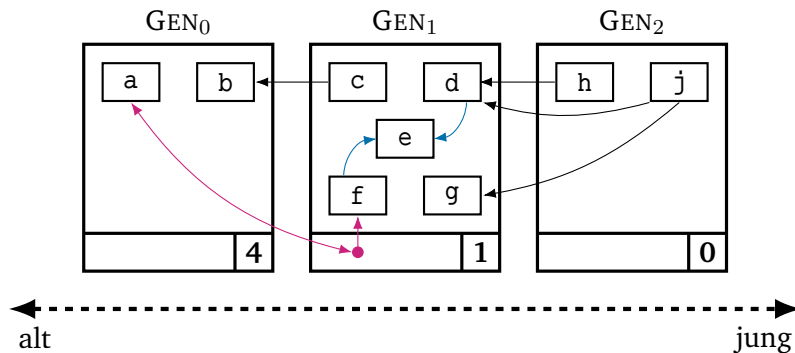 GEN₀ GEN₁ GEN₂
a b c d h j
e
f g
4 1 0
alt jung